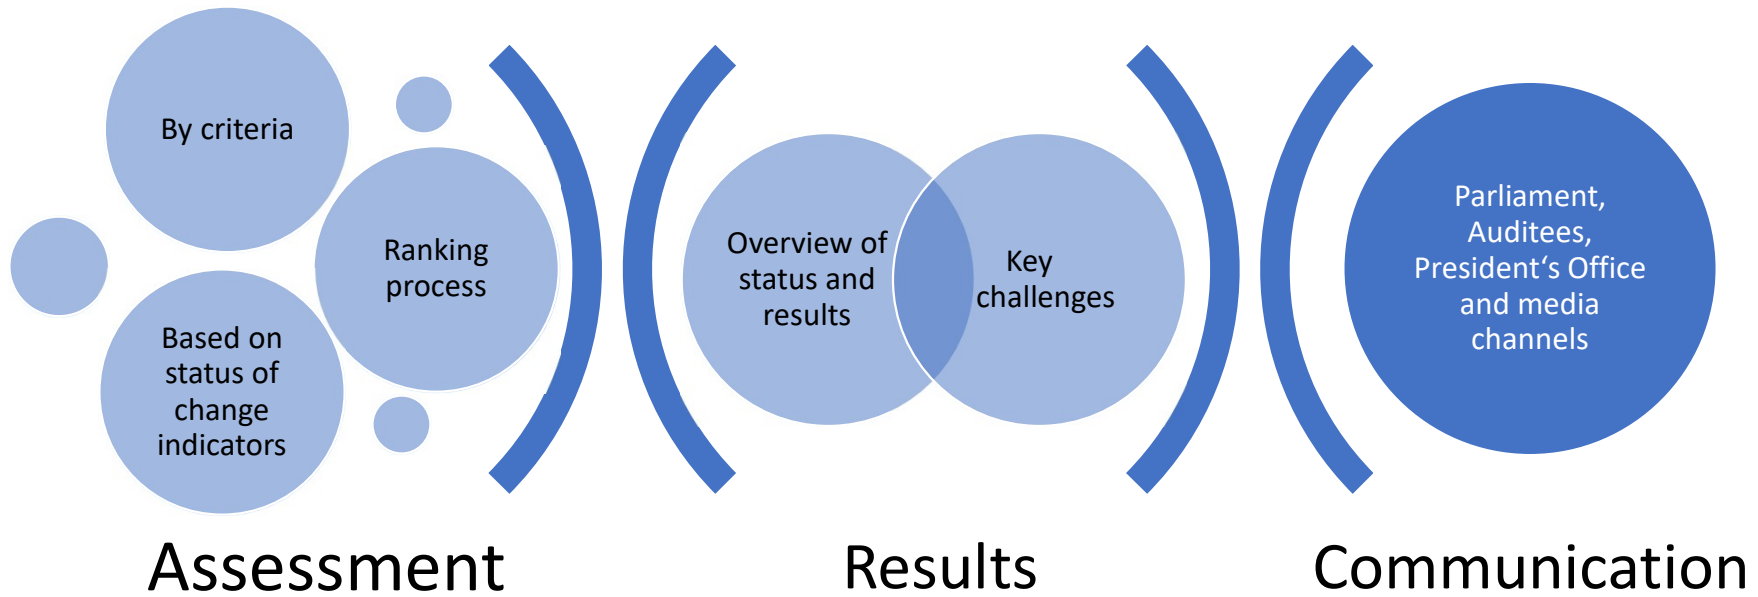 By criteria
Ranking
process
Based on
status of
change
indicators
Assessment
Overview of
status and
results
Key
challenges
Results
Parliament,
Auditees,
President‘s Office
and media
channels
Communication